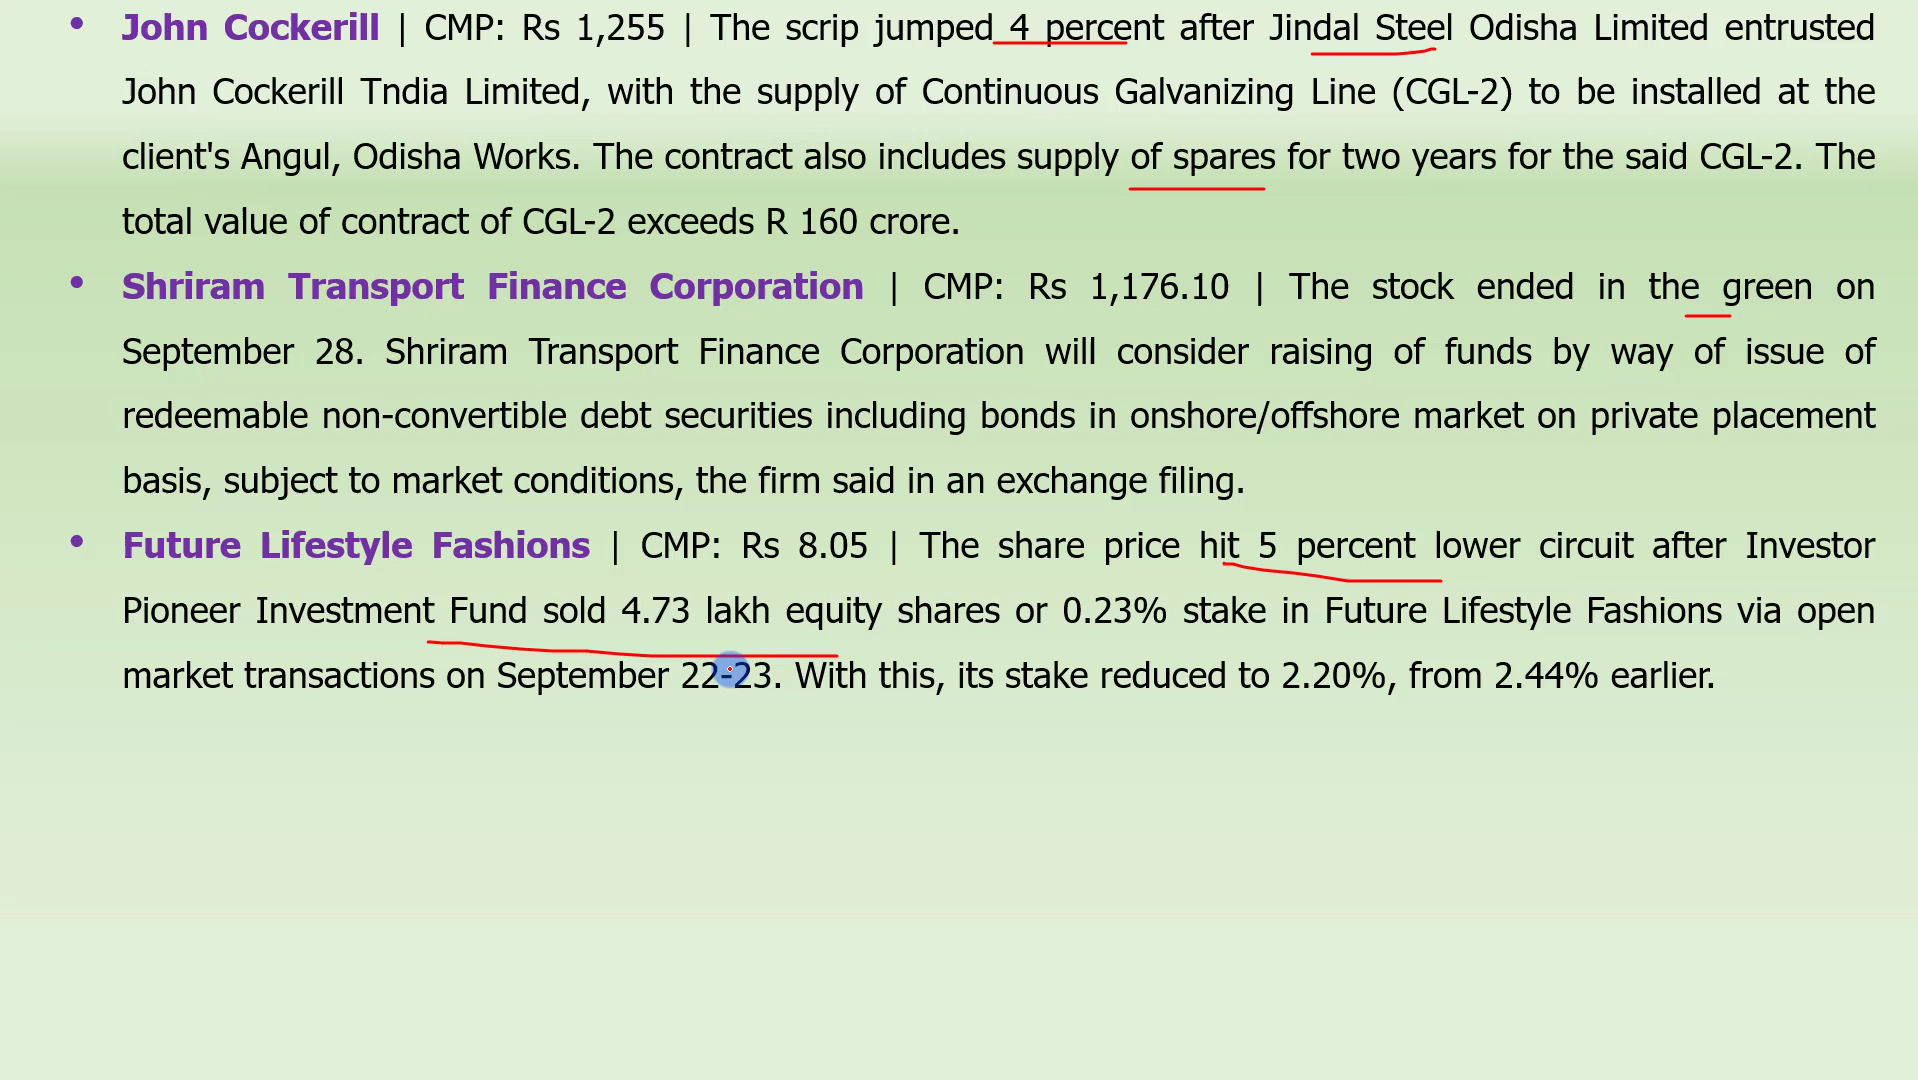 • John Cockerill | CMP: Rs 1,255 | The scrip jumped 4 percent after Jindal Steel Odisha Limited entrusted
John Cockerill Tndia Limited, with the supply of Continuous Galvanizing Line (CGL-2) to be installed at the
client's Angul, Odisha Works. The contract also includes supply of spares for two years for the said CGL-2. The
total value of contract of CGL-2 exceeds R 160 crore.
• Shriram Transport Finance Corporation | CMP: Rs 1,176.10 | The stock ended in the green on
September 28. Shriram Transport Finance Corporation will consider raising of funds by way of issue of
redeemable non-convertible debt securities including bonds in onshore/offshore market on private placement
basis, subject to market conditions, the firm said in an exchange filing.
• Future Lifestyle Fashions | CMP: Rs 8.05 | The share price hit 5 percent lower circuit after Investor
Pioneer Investment Fund sold 4.73 lakh equity shares or 0.23% stake in Future Lifestyle Fashions via open
market transactions on September 22-23. With this, its stake reduced to 2.20%, from 2.44% earlier.